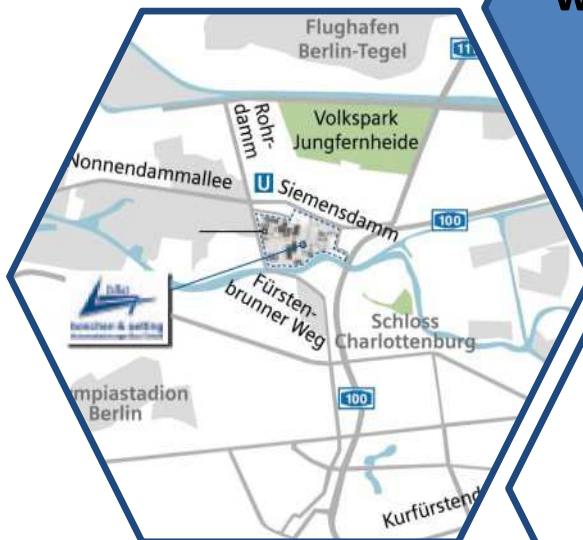 Flughafen
Berlin-Tegel
Rohr-
damm
Volkspark
Jungfernheide
Nonnendammallee
U
Siemensdamm
100
b&o
Fürsten-
brunner Weg
Schloss
Charlottenburg
mpiastadion
Berlin
100
Kurfürstend